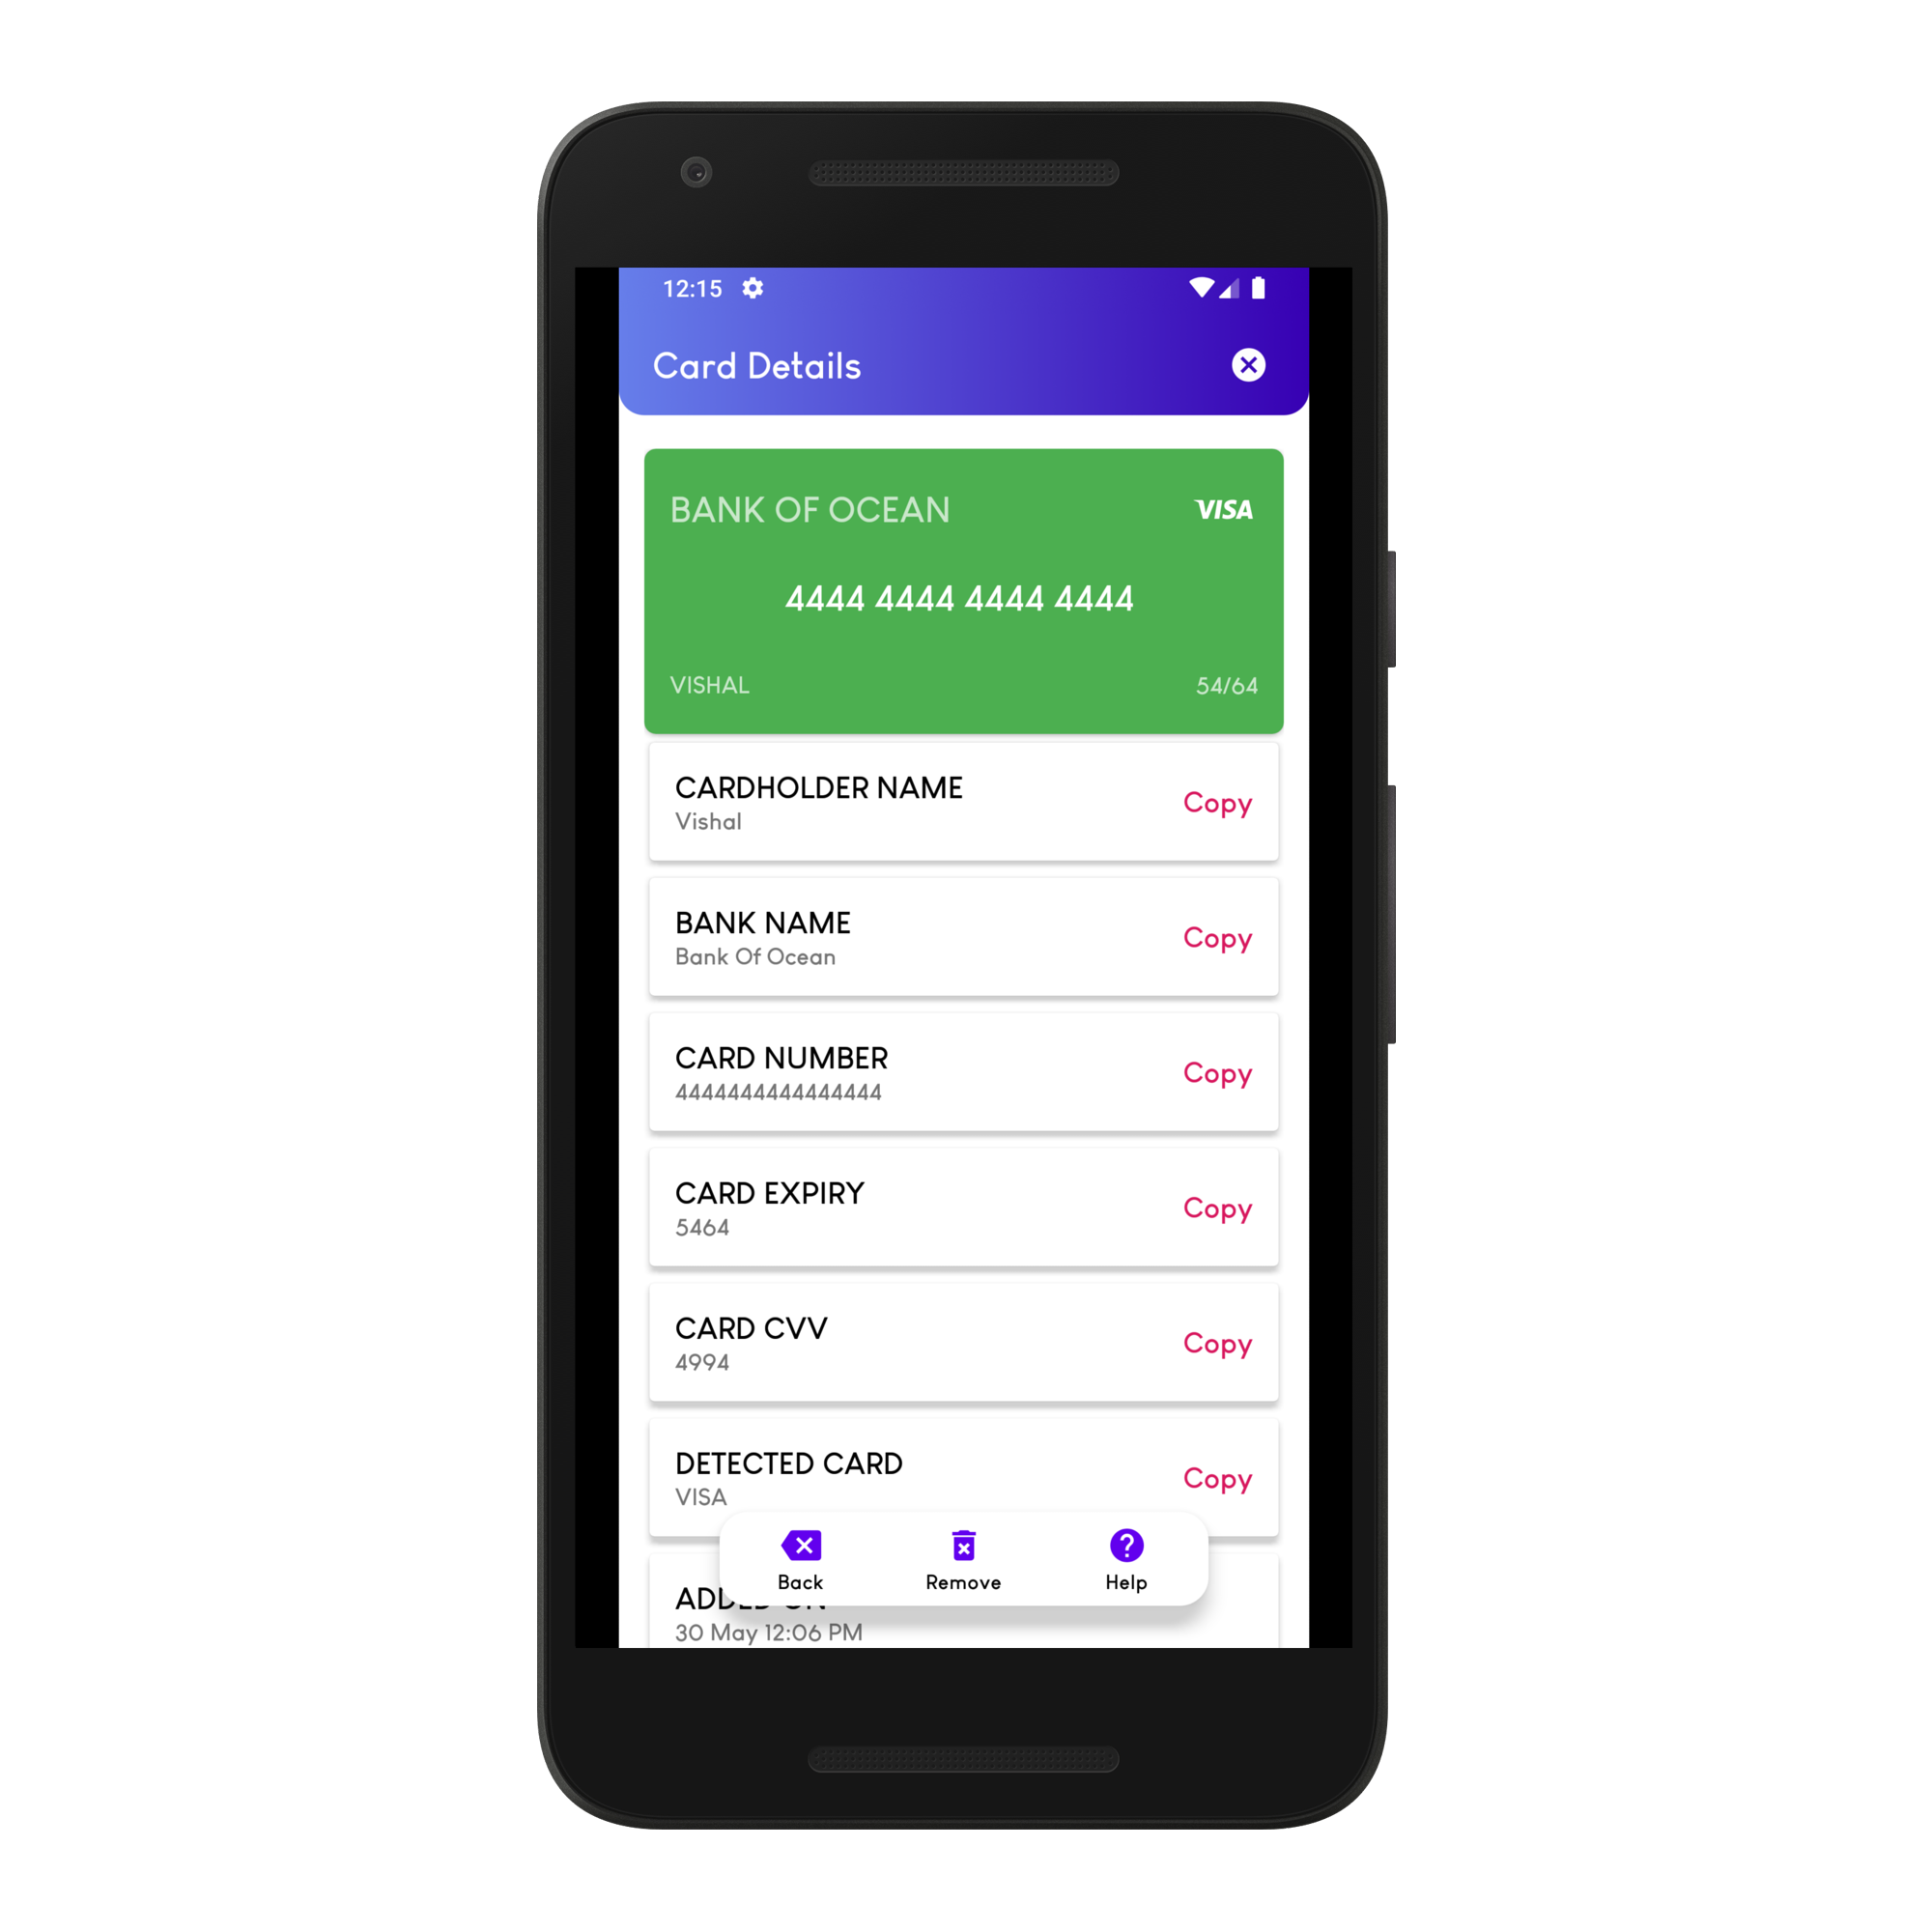 12:15
Card Details
BANK OF OCEAN
VISA
4444 4444 4444 4444
VISHAL
54/64
CARDHOLDER NAME
Vishal
Copy
BANK NAME
Bank Of Ocean
Copy
CARD NUMBER
4444444444444444
Copy
CARD EXPIRY
5464
Copy
CARD CVV
4994
Copy
DETECTED CARD
VISA
Copy
Back
Remove
Help
ADDED ON
30 May 12:06 PM